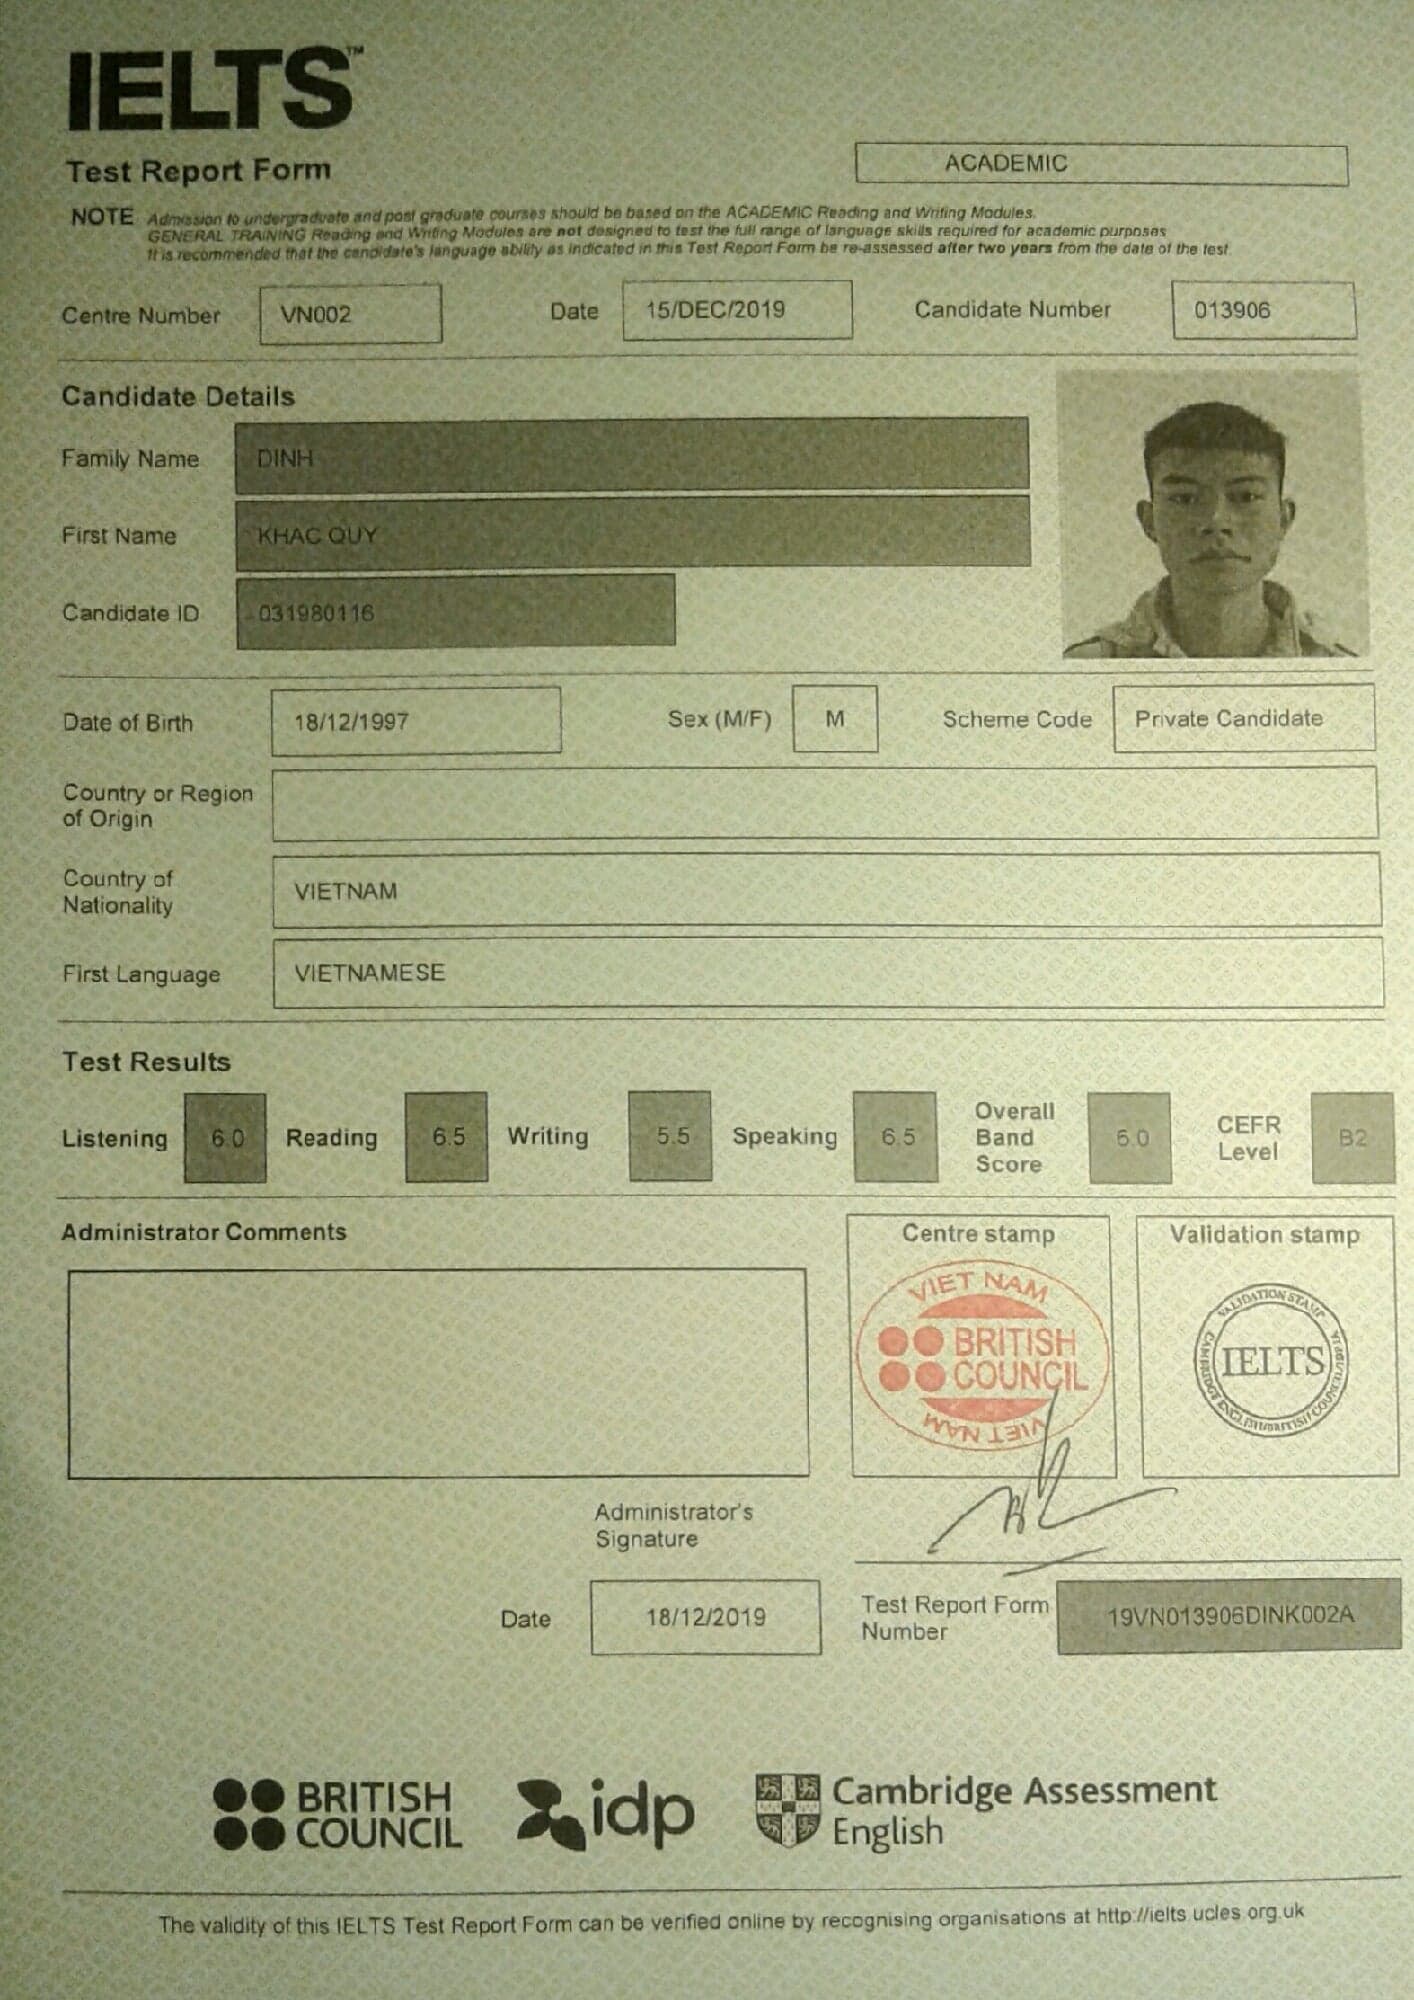 IELTS™
Test Report Form
ACADEMIC
NOTE Admission to undergraduate and post graduate courses should be based on the ACADEMIC Reading and Writing Modules.
GENERAL TRAINING Reading and Writing Modules are not designed to test the full range of language skills required for academic purposes
It is recommended that the candidate's language ability as indicated in this Test Report Form be re-assessed after two years from the date of the test
Centre Number VN002 Date 15/DEC/2019 Candidate Number 013906
Candidate Details
Family Name DINH
First Name KHAC QUY
Candidate ID 031980116
Date of Birth 18/12/1997 Sex (M/F) M Scheme Code Private Candidate
Country or Region
of Origin
Country of
Nationality VIETNAM
First Language VIETNAMESE
Test Results
Listening 6.0 Reading 6.5 Writing 5.5 Speaking 6.5 Overall Band Score 6.0 CEFR Level B2
Administrator Comments
Centre stamp
Validation stamp
VIET NAM
BRITISH
COUNCIL
VIET NAM
VALIDATION STAMP
IELTS
Administrator's
Signature
Date 18/12/2019
Test Report Form
Number 19VN013906DINK002A
BRITISH
COUNCIL
idp
Cambridge Assessment
English
The validity of this IELTS Test Report Form can be verified online by recognising organisations at http://ielts.ucles.org.uk